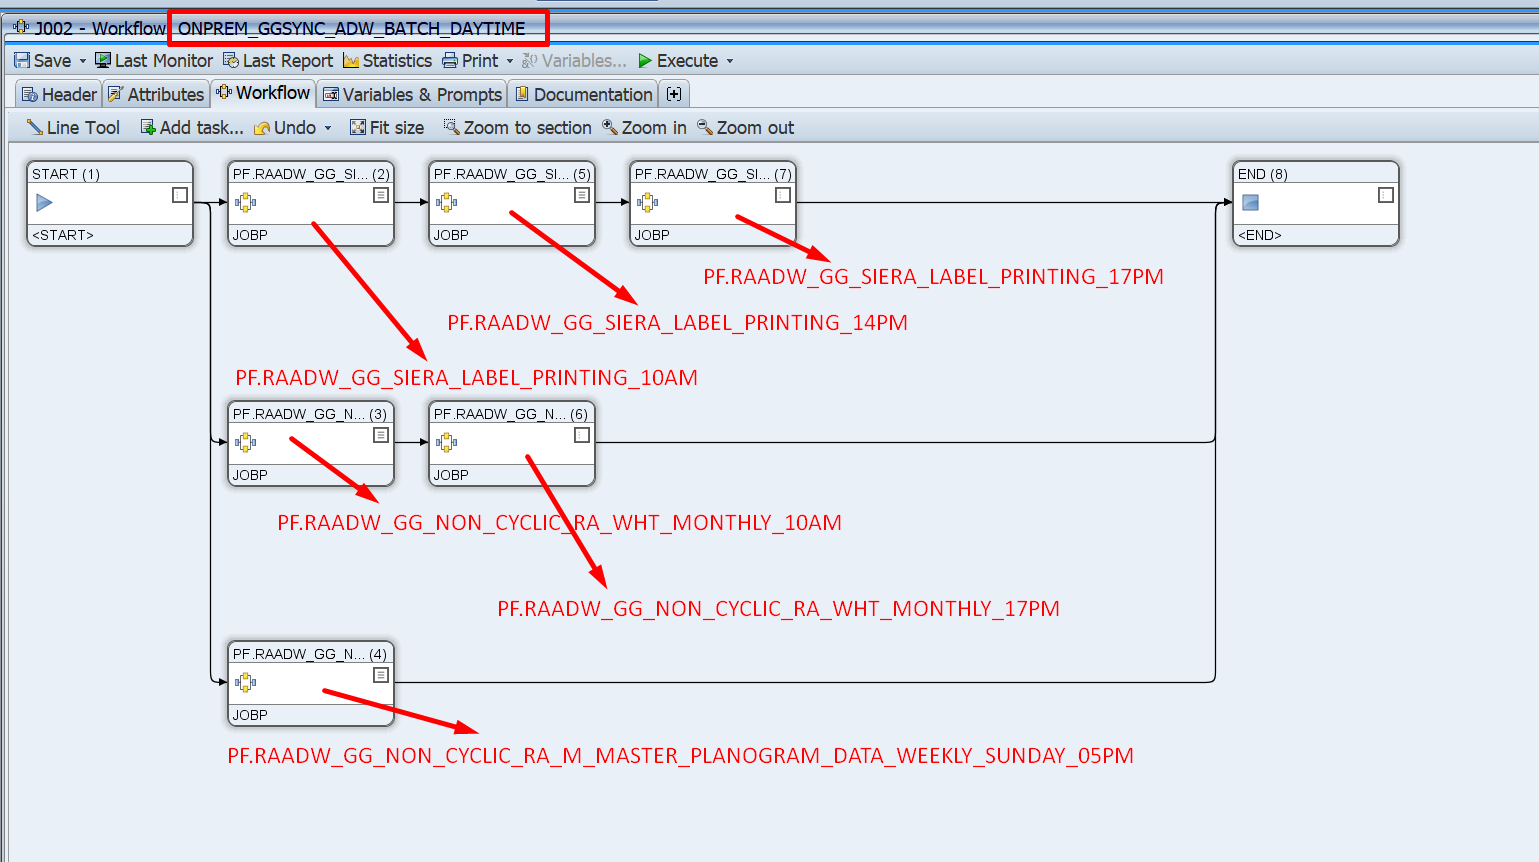 J002 - Workflow ONPREM_GGSYNC_ADW_BATCH_DAYTIME
Save Last Monitor Last Report Statistics Print Variables... Execute
Header Attributes Workflow Variables & Prompts Documentation [+]
Line Tool Add task... Undo Fit size Zoom to section Zoom in Zoom out
START (1) PF.RAADW_GG_SI... (2) PF.RAADW_GG_SI... (5) PF.RAADW_GG_SI... (7) END (8)
<START> JOBP JOBP JOBP <END>
PF.RAADW_GG_SIERA_LABEL_PRINTING_17PM
PF.RAADW_GG_SIERA_LABEL_PRINTING_14PM
PF.RAADW_GG_SIERA_LABEL_PRINTING_10AM
PF.RAADW_GG_N... (3) PF.RAADW_GG_N... (6)
JOBP JOBP
PF.RAADW_GG_NON_CYCLIC_RA_WHT_MONTHLY_10AM
PF.RAADW_GG_NON_CYCLIC_RA_WHT_MONTHLY_17PM
PF.RAADW_GG_N... (4)
JOBP
PF.RAADW_GG_NON_CYCLIC_RA_M_MASTER_PLANOGRAM_DATA_WEEKLY_SUNDAY_05PM